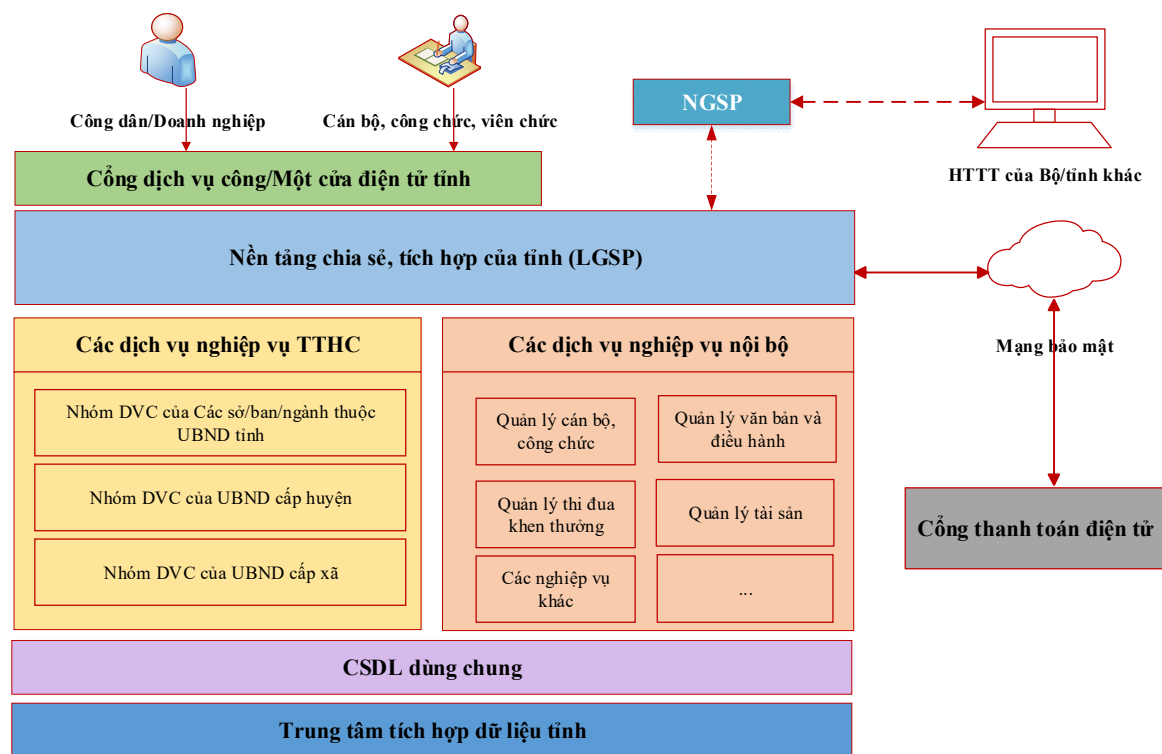 NGSP
Công dân/Doanh nghiệp
Cán bộ, công chức, viên chức
Cổng dịch vụ công/Một cửa điện tử tỉnh
HTTT của Bộ/tỉnh khác
Nền tảng chia sẻ, tích hợp của tỉnh (LGSP)
Mạng bảo mật
Các dịch vụ nghiệp vụ TTHC
Nhóm DVC của Các sở/ban/ngành thuộc
UBND tỉnh
Nhóm DVC của UBND cấp huyện
Nhóm DVC của UBND cấp xã
Các dịch vụ nghiệp vụ nội bộ
Quản lý cán bộ,
công chức
Quản lý văn bản và
điều hành
Quản lý thi đua
khen thưởng
Quản lý tài sản
Các nghiệp vụ
khác
...
Cổng thanh toán điện tử
CSDL dùng chung
Trung tâm tích hợp dữ liệu tỉnh